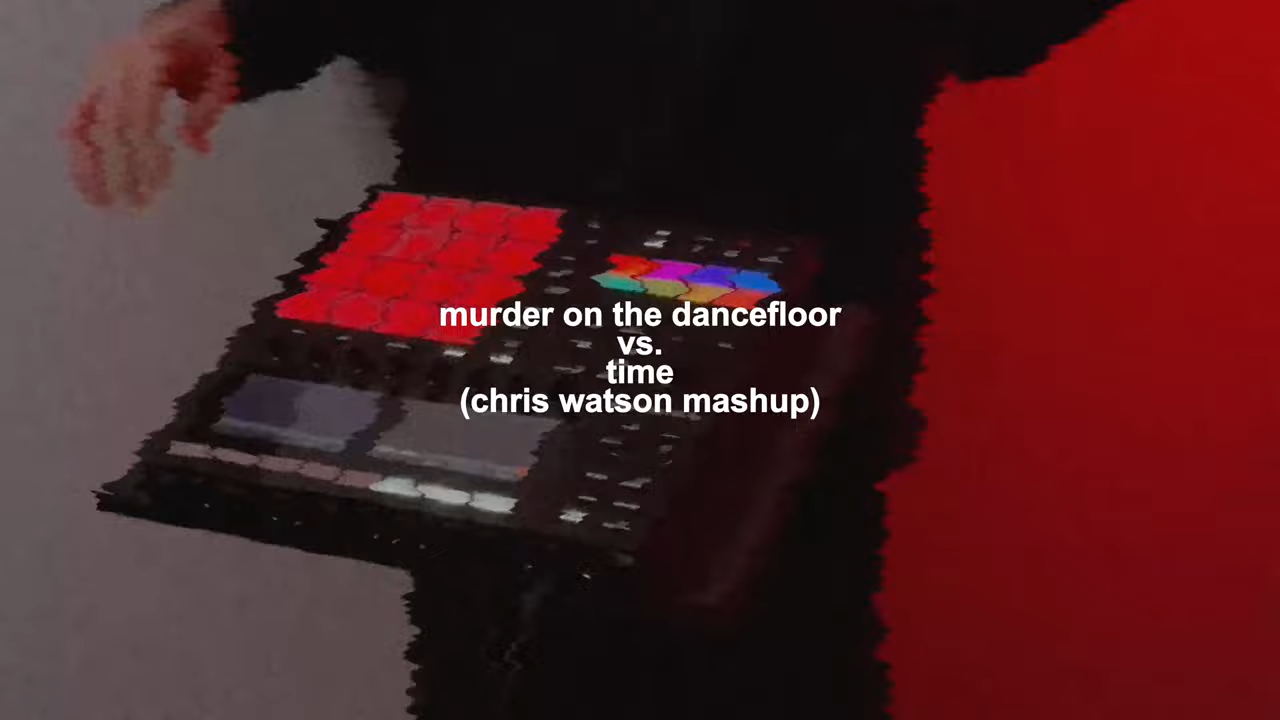 murder on the dancefloor
vs.
time
(chris watson mashup)